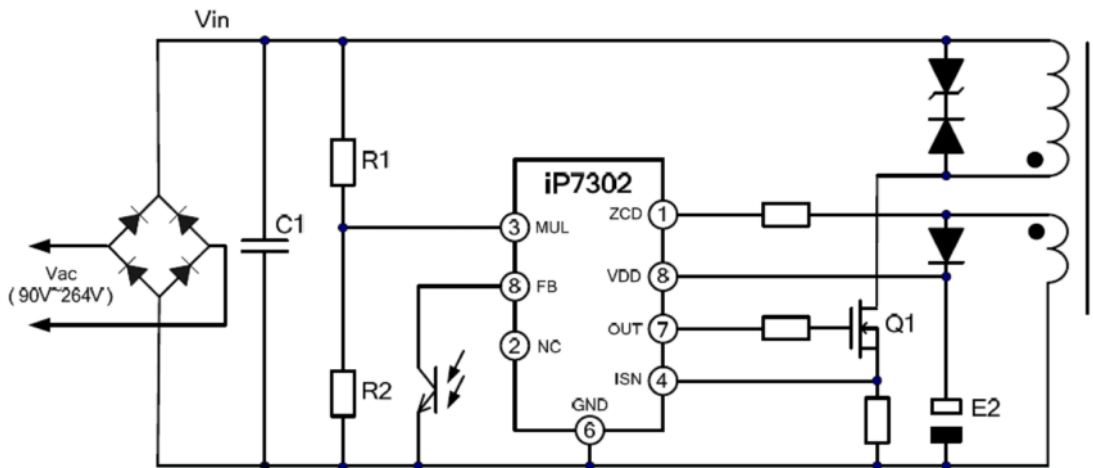 Vin
R1
C1
Vac
(90V~264V)
R2
iP7302
3 MUL
8 FB
2 NC
GND
6
ZCD 1
VDD 8
OUT 7
ISN 4
Q1
E2